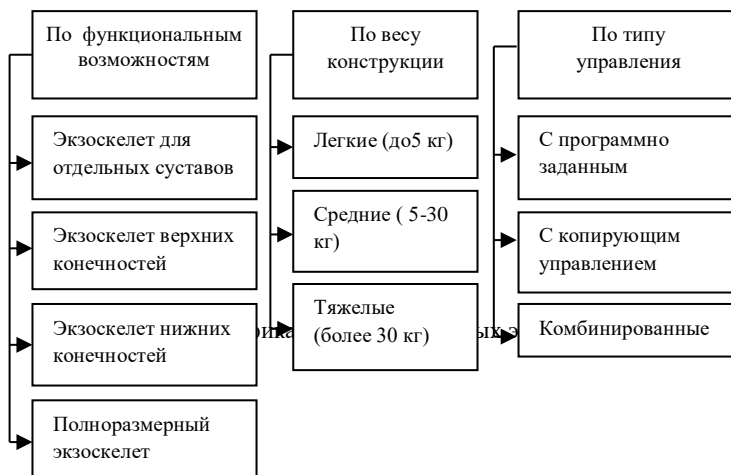 По функциональным
возможностям
Экзоскелет для
отдельных суставов
Экзоскелет верхних
конечностей
Экзоскелет нижних
конечностей
Полноразмерный
экзоскелет
По весу
конструкции
Легкие (до5 кг)
Средние ( 5-30
кг)
Тяжелые
(более 30 кг)
По типу
управления
С программно
заданным
С копирующим
управлением
Комбинированные